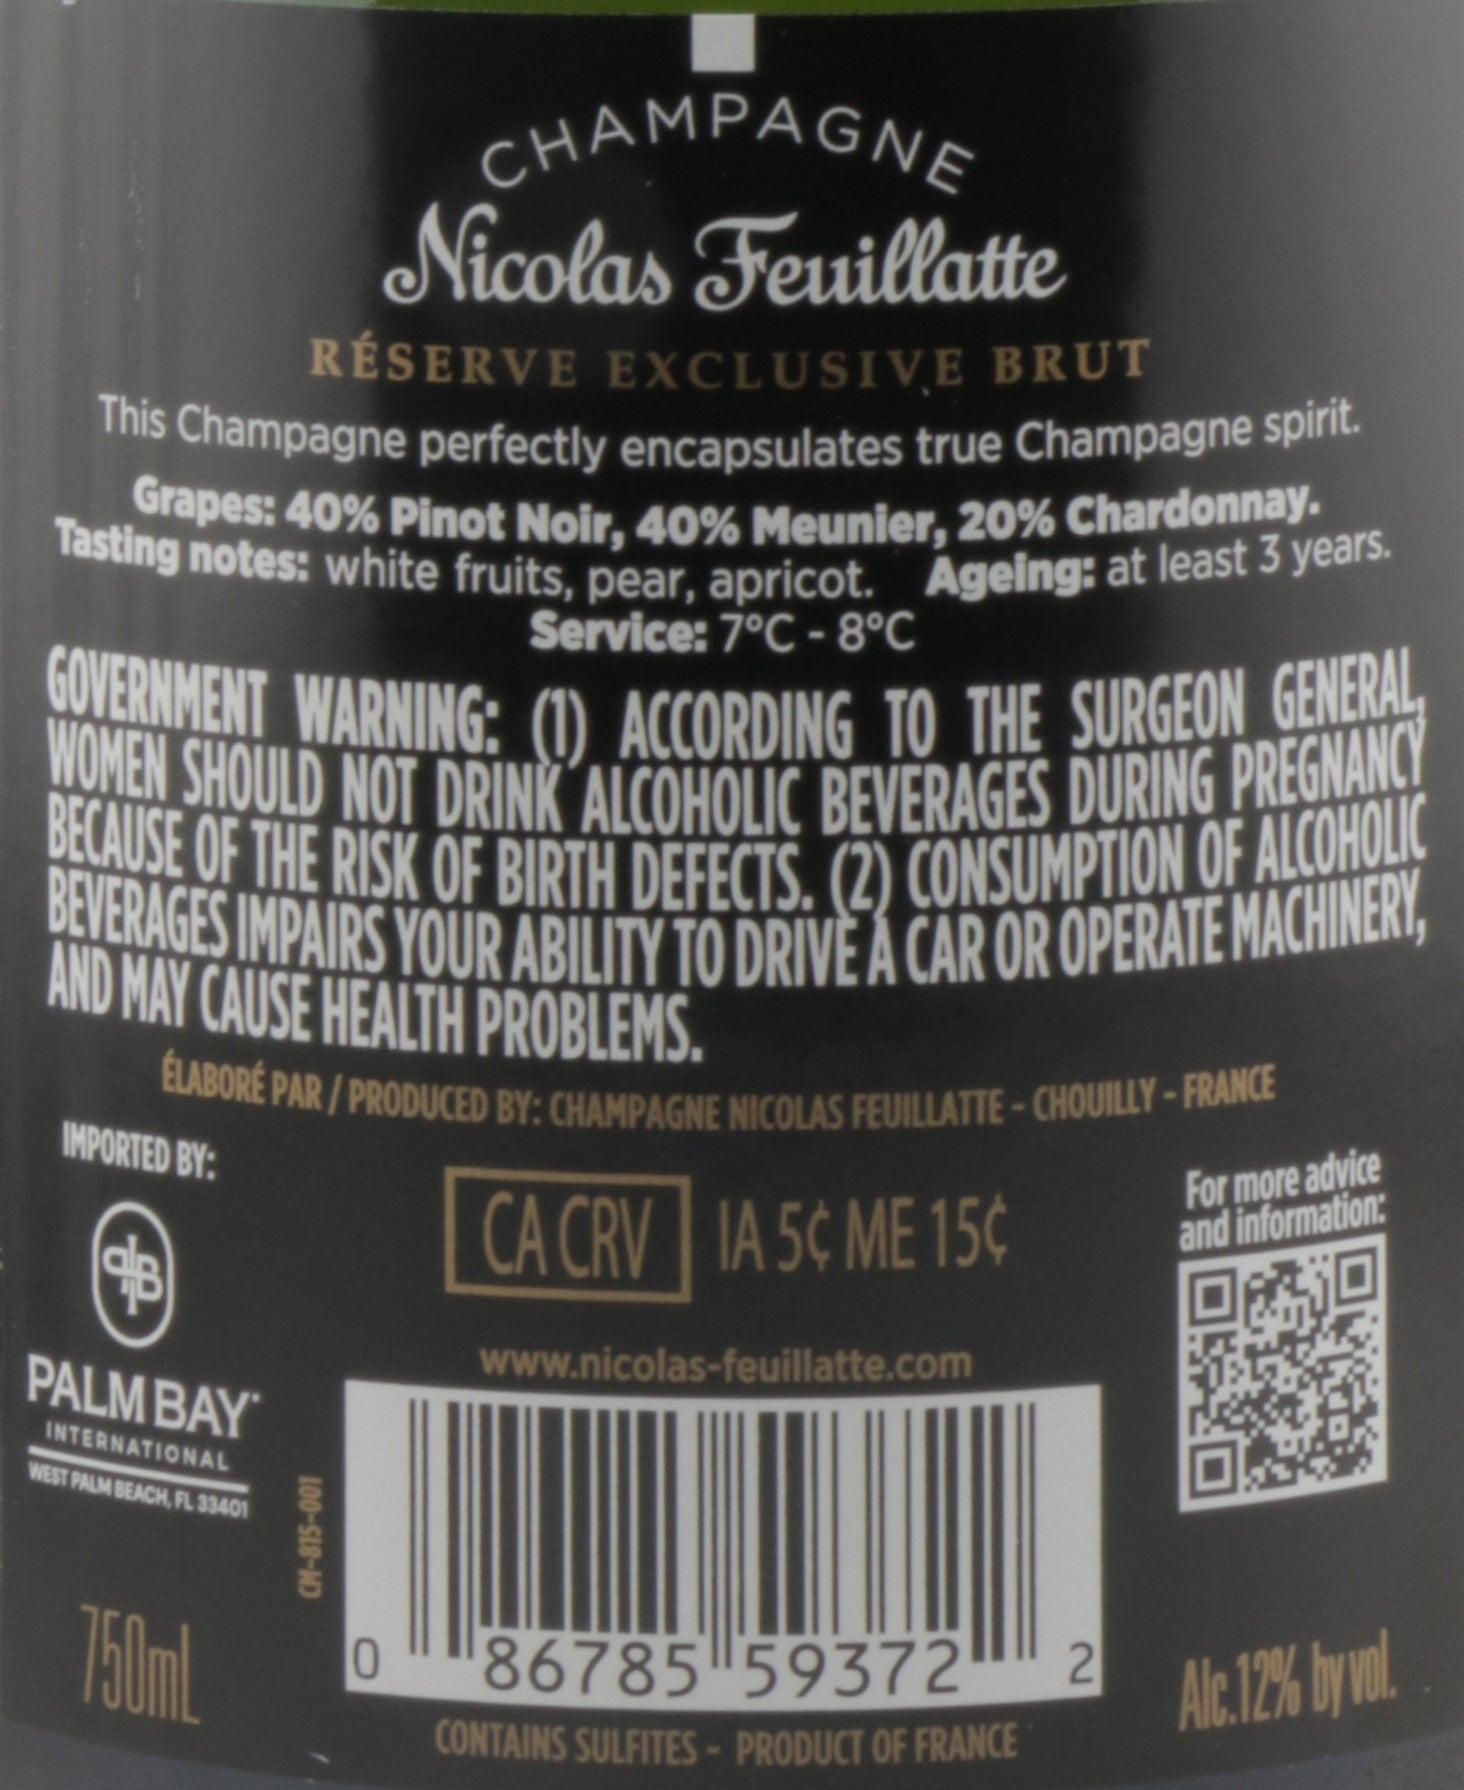 CHAMPAGNE
Nicolas Feuillatte
RÉSERVE EXCLUSIVE BRUT
This Champagne perfectly encapsulates true Champagne spirit.
Grapes: 40% Pinot Noir, 40% Meunier, 20% Chardonnay.
Tasting notes: white fruits, pear, apricot. Ageing: at least 3 years.
Service: 7°C - 8°C
GOVERNMENT WARNING: (1) ACCORDING TO THE SURGEON GENERAL,
WOMEN SHOULD NOT DRINK ALCOHOLIC BEVERAGES DURING PREGNANCY
BECAUSE OF THE RISK OF BIRTH DEFECTS. (2) CONSUMPTION OF ALCOHOLIC
BEVERAGES IMPAIRS YOUR ABILITY TO DRIVE A CAR OR OPERATE MACHINERY,
AND MAY CAUSE HEALTH PROBLEMS.
ÉLABORÉ PAR / PRODUCED BY: CHAMPAGNE NICOLAS FEUILLATTE - CHOUILLY - FRANCE
IMPORTED BY:
PB
PALM BAY
INTERNATIONAL
WEST PALM BEACH, FL 33401
CA CRV IA 5¢ ME 15¢
For more advice
and information:
www.nicolas-feuillatte.com
CM-815-001
0 86785 59372 2
750mL
Alc.12% by vol.
CONTAINS SULFITES - PRODUCT OF FRANCE